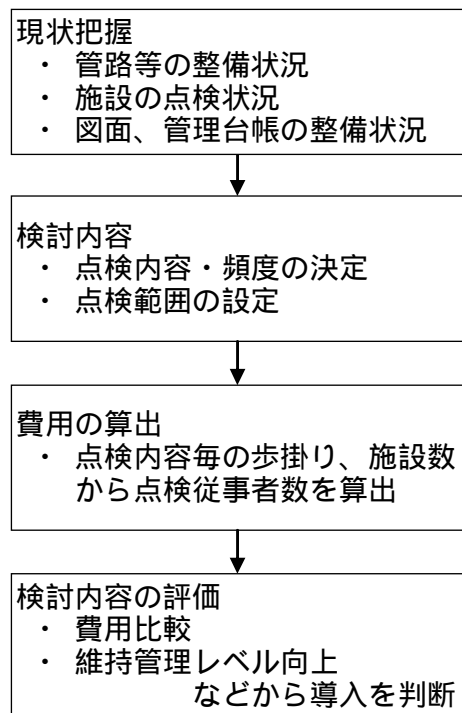 現状把握
・ 管路等の整備状況
・ 施設の点検状況
・ 図面、管理台帳の整備状況
検討内容
・ 点検内容・頻度の決定
・ 点検範囲の設定
費用の算出
・ 点検内容毎の歩掛り、施設数
から点検従事者数を算出
検討内容の評価
・ 費用比較
・ 維持管理レベル向上
などから導入を判断